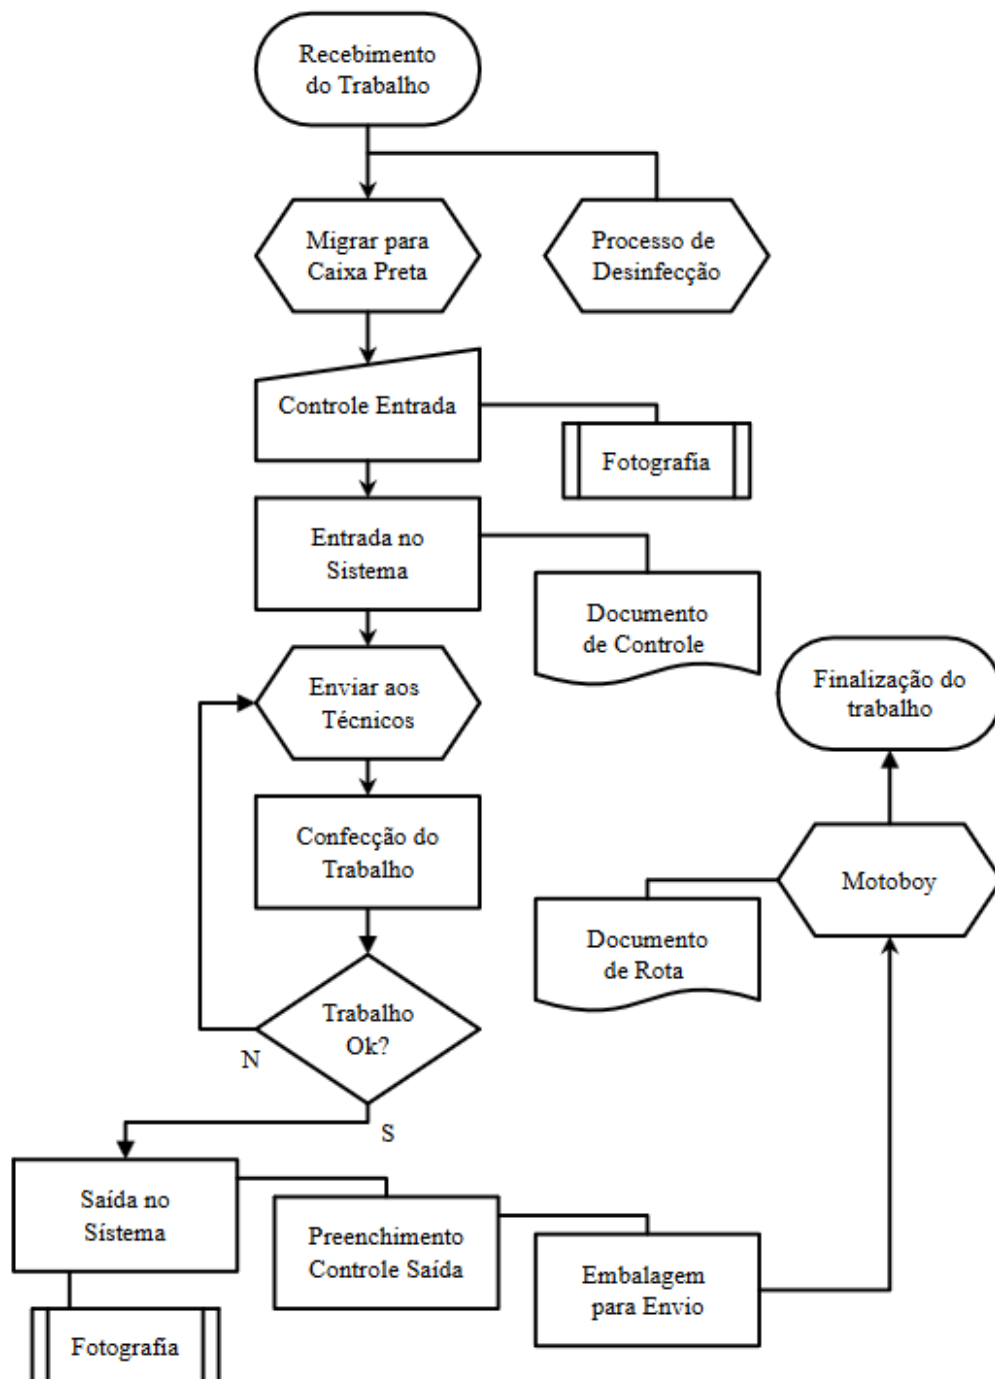 Recebimento
do Trabalho
Migrar para
Caixa Preta
Processo de
Desinfecção
Controle Entrada
Fotografia
Entrada no
Sistema
Documento
de Controle
Enviar aos
Técnicos
Finalização do
trabalho
Confecção do
Trabalho
Motoboy
Documento
de Rota
Trabalho
Ok?
N
S
Saída no
Sístema
Preenchimento
Controle Saída
Embalagem
para Envio
Fotografia